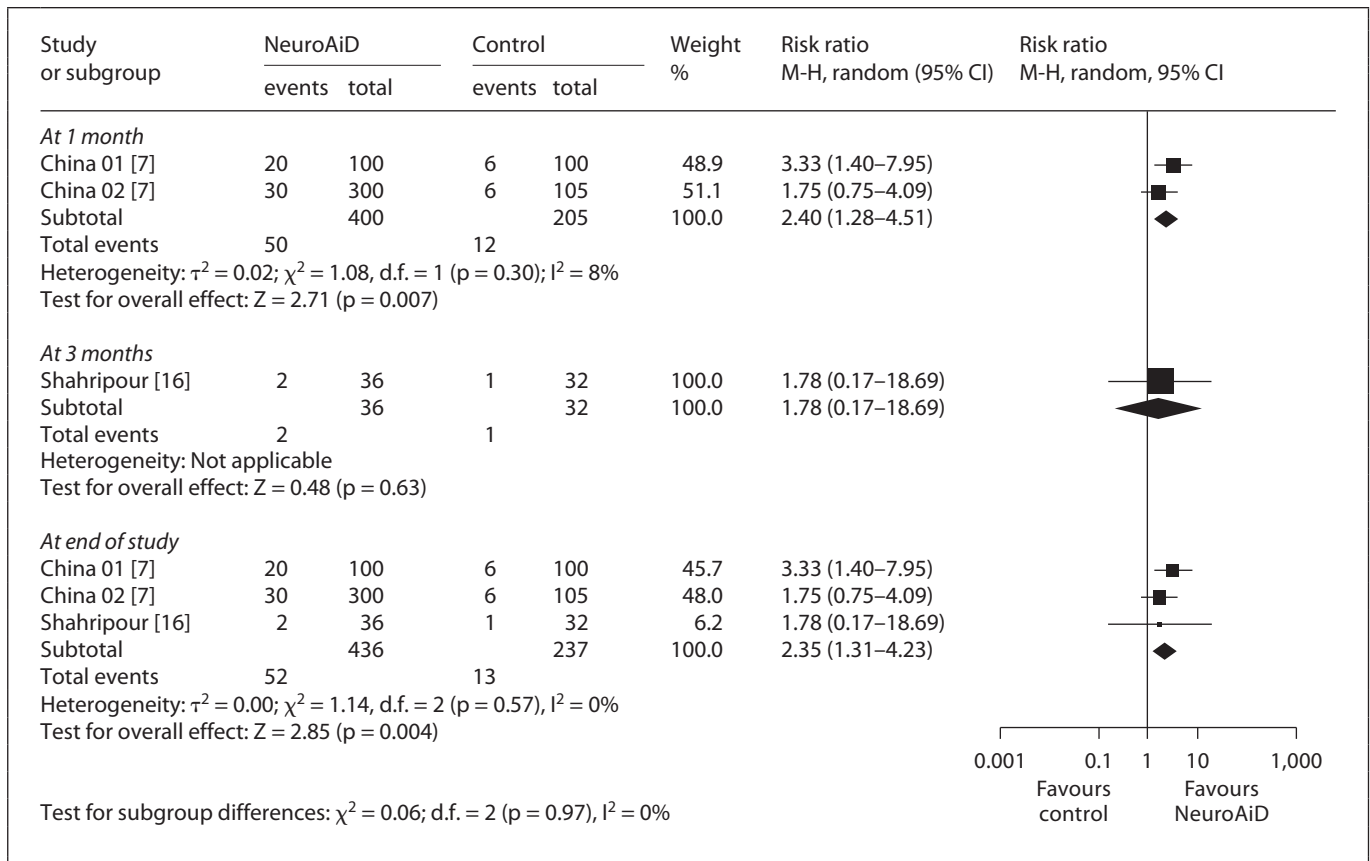 Study NeuroAiD Control Weight Risk ratio Risk ratio
or subgroup events total events total % M-H, random (95% CI) M-H, random, 95% CI
At 1 month
China 01 [7] 20 100 6 100 48.9 3.33 (1.40–7.95)
China 02 [7] 30 300 6 105 51.1 1.75 (0.75–4.09)
Subtotal 400 205 100.0 2.40 (1.28–4.51)
Total events 50 12
Heterogeneity: τ² = 0.02; χ² = 1.08, d.f. = 1 (p = 0.30); I² = 8%
Test for overall effect: Z = 2.71 (p = 0.007)
At 3 months
Shahripour [16] 2 36 1 32 100.0 1.78 (0.17–18.69)
Subtotal 36 32 100.0 1.78 (0.17–18.69)
Total events 2 1
Heterogeneity: Not applicable
Test for overall effect: Z = 0.48 (p = 0.63)
At end of study
China 01 [7] 20 100 6 100 45.7 3.33 (1.40–7.95)
China 02 [7] 30 300 6 105 48.0 1.75 (0.75–4.09)
Shahripour [16] 2 36 1 32 6.2 1.78 (0.17–18.69)
Subtotal 436 237 100.0 2.35 (1.31–4.23)
Total events 52 13
Heterogeneity: τ² = 0.00; χ² = 1.14, d.f. = 2 (p = 0.57), I² = 0%
Test for overall effect: Z = 2.85 (p = 0.004)
0.001 0.1 1 10 1,000
Favours Favours
control NeuroAiD
Test for subgroup differences: χ² = 0.06; d.f. = 2 (p = 0.97), I² = 0%